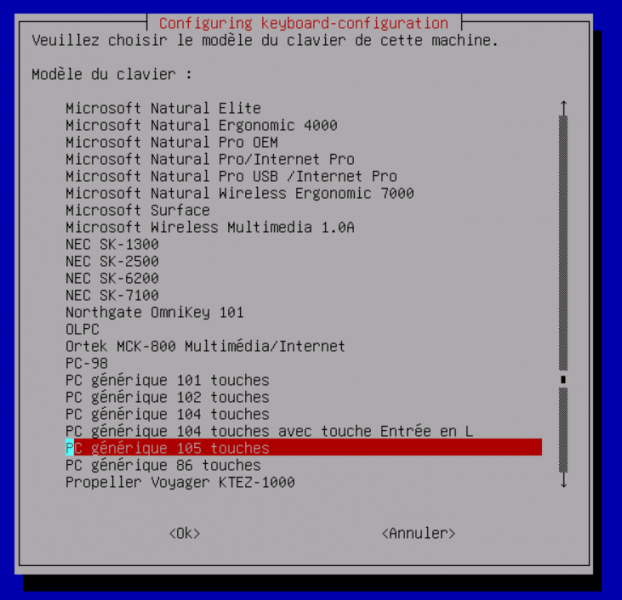 Configuring keyboard-configuration
Veuillez choisir le modèle du clavier de cette machine.
Modèle du clavier :
Microsoft Natural Elite
Microsoft Natural Ergonomic 4000
Microsoft Natural Pro OEM
Microsoft Natural Pro/Internet Pro
Microsoft Natural Pro USB /Internet Pro
Microsoft Natural Wireless Ergonomic 7000
Microsoft Surface
Microsoft Wireless Multimedia 1.0A
NEC SK-1300
NEC SK-2500
NEC SK-6200
NEC SK-7100
Northgate OmniKey 101
OLPC
Ortek MCK-800 Multimédia/Internet
PC-98
PC générique 101 touches
PC générique 102 touches
PC générique 104 touches
PC générique 104 touches avec touche Entrée en L
PC générique 105 touches
PC générique 86 touches
Propeller Voyager KTEZ-1000
<Ok> <Annuler>